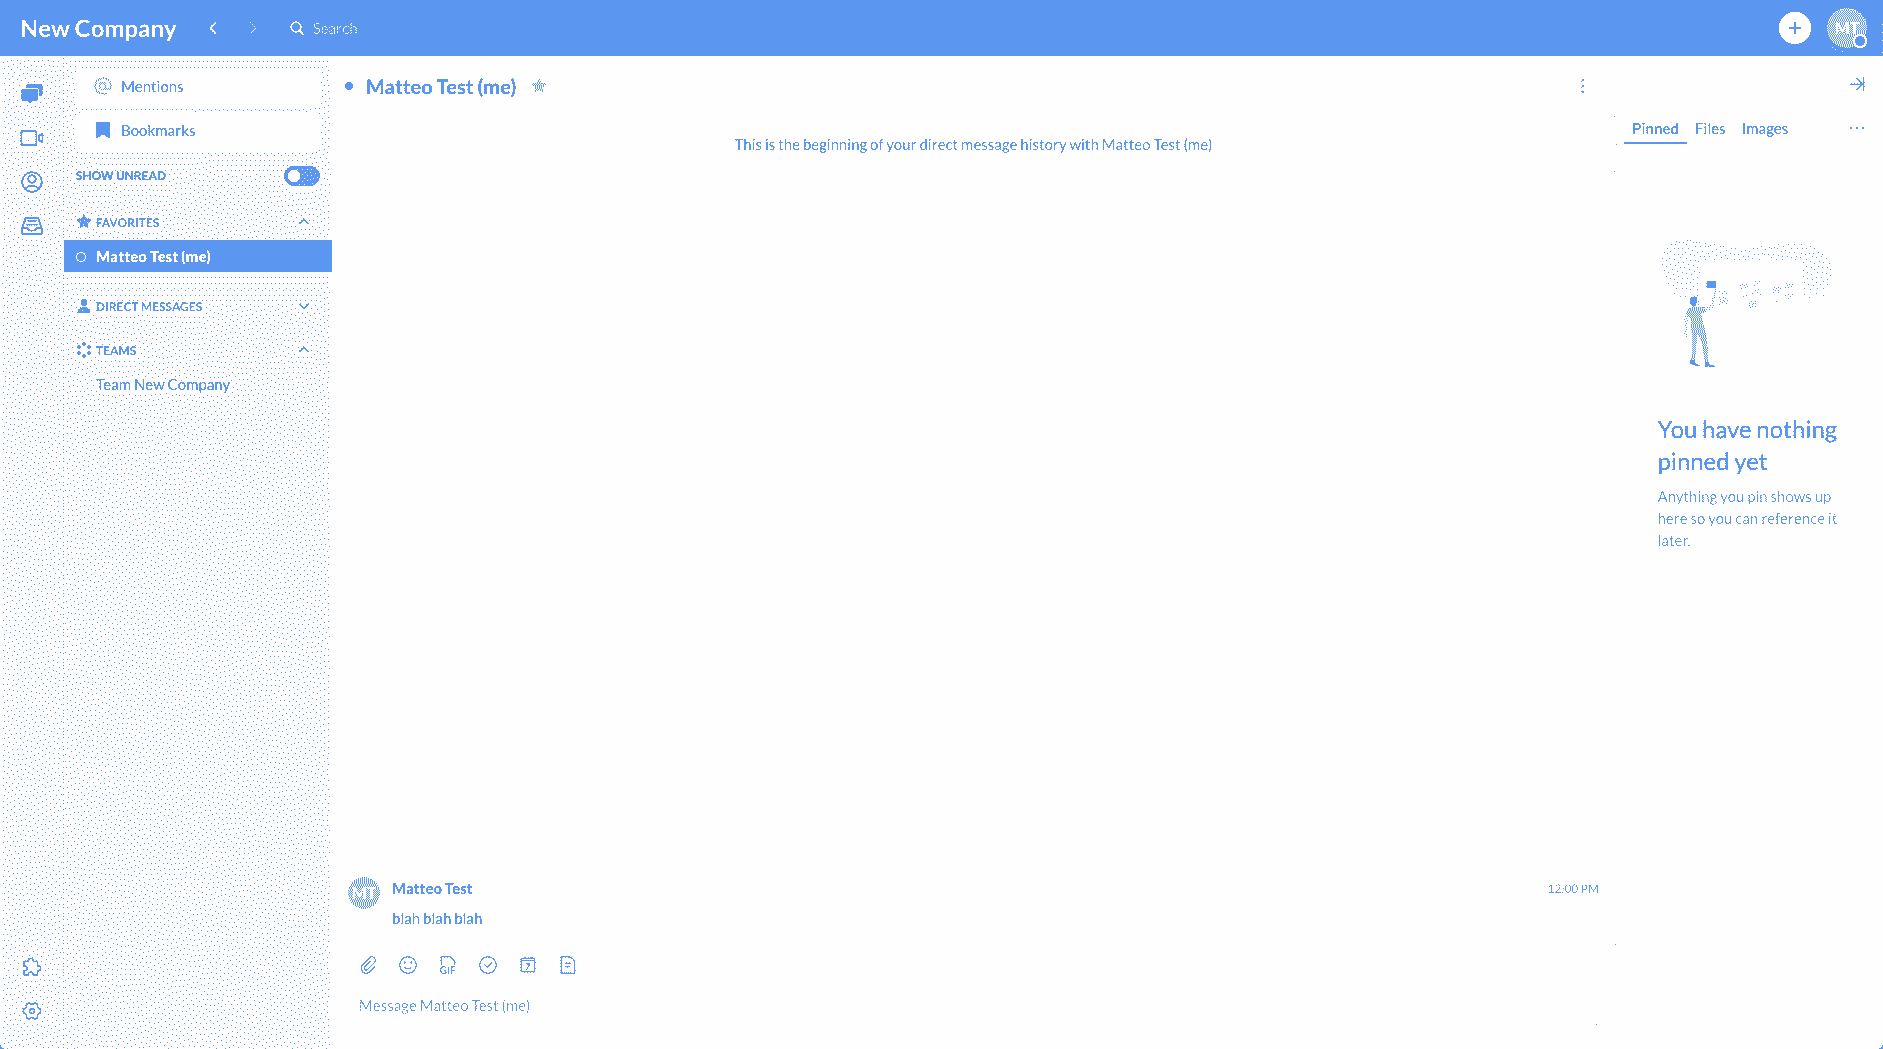 New Company
Search
MT
Mentions
Bookmarks
SHOW UNREAD
FAVORITES
Matteo Test (me)
DIRECT MESSAGES
TEAMS
Team New Company
Matteo Test (me)
This is the beginning of your direct message history with Matteo Test (me)
Matteo Test
12:00 PM
MT
blah blah blah
GIF
Message Matteo Test (me)
Pinned Files Images
You have nothing
pinned yet
Anything you pin shows up
here so you can reference it
later.